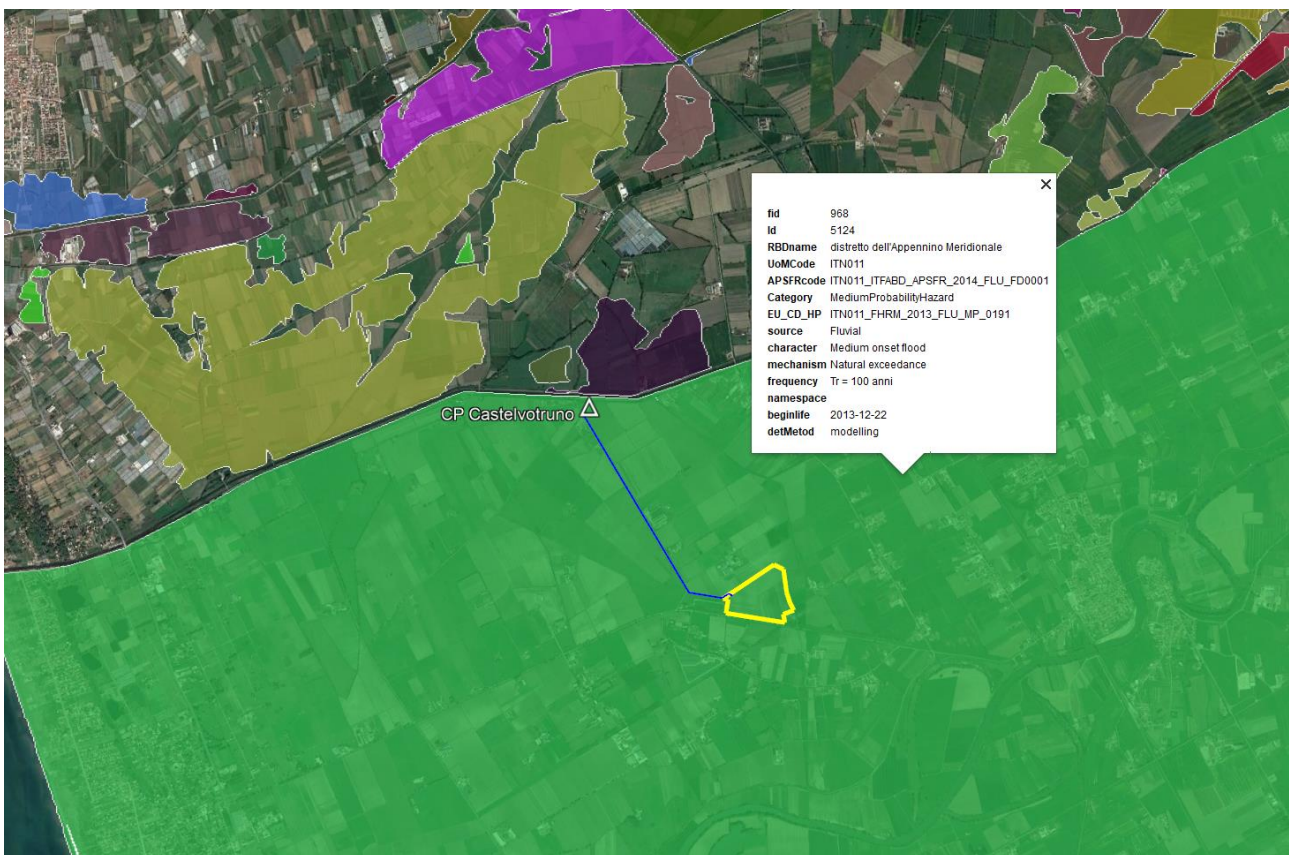 CP Castelvotruno
fid 968
Id 5124
RBDname distretto dell'Appennino Meridionale
UoMCode ITN011
APSFRcode ITN011_ITFABD_APSFR_2014_FLU_FD0001
Category MediumProbabilityHazard
EU_CD_HP ITN011_FHRM_2013_FLU_MP_0191
source Fluvial
character Medium onset flood
mechanism Natural exceedance
frequency Tr = 100 anni
namespace
beginlife 2013-12-22
detMetod modelling